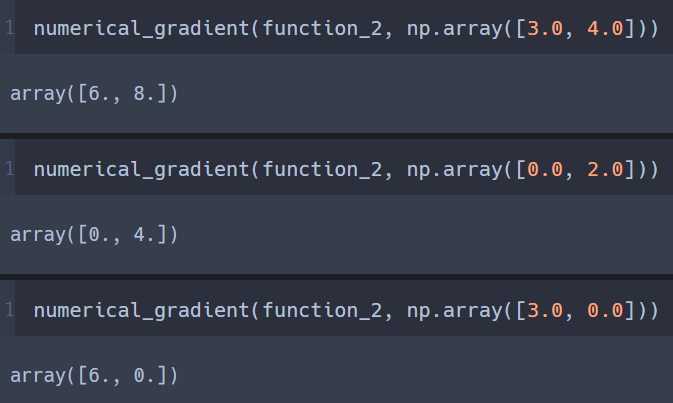 1 numerical_gradient(function_2, np.array([3.0, 4.0]))
array([6., 8.])
1 numerical_gradient(function_2, np.array([0.0, 2.0]))
array([0., 4.])
1 numerical_gradient(function_2, np.array([3.0, 0.0]))
array([6., 0.])